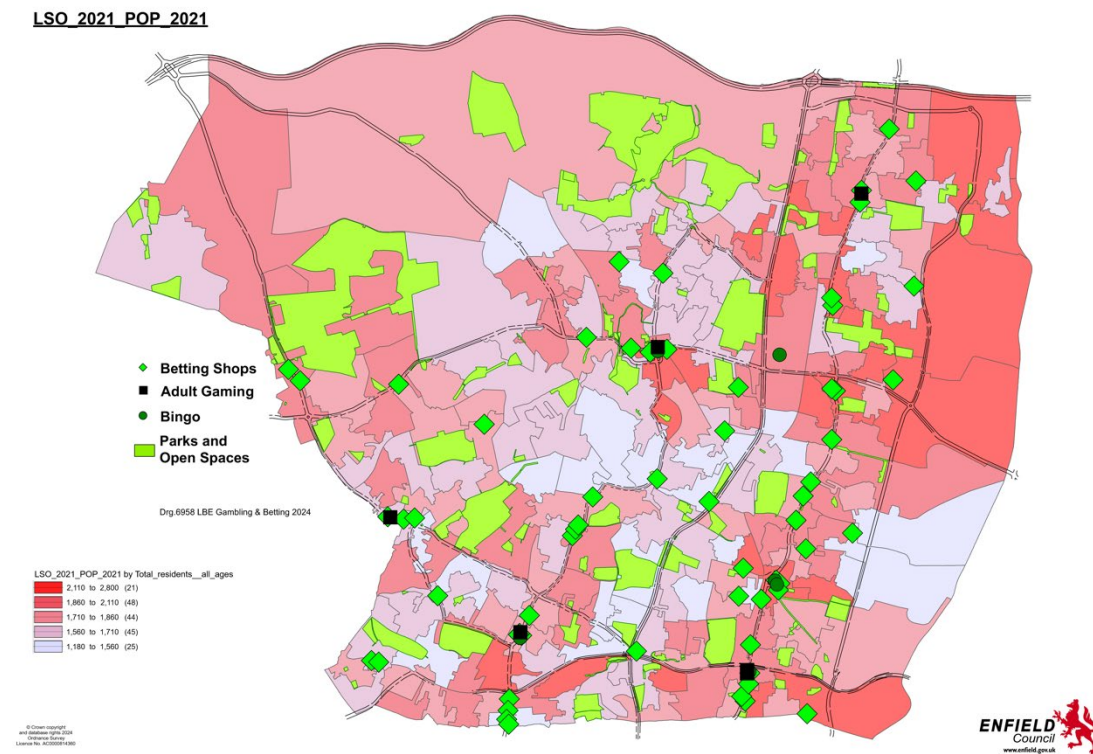 LSO_2021_POP_2021
Betting Shops
Adult Gaming
Bingo
Parks and
Open Spaces
Drg.6958 LBE Gambling & Betting 2024
LSO_2021_POP_2021 by Total_residents__all_ages
2,110 to 2,800 (21)
1,860 to 2,110 (48)
1,710 to 1,860 (44)
1,560 to 1,710 (45)
1,180 to 1,560 (25)
© Crown copyright
and database rights 2024
Ordnance Survey
Licence No. AC0000814360
ENFIELD
Council
www.enfield.gov.uk